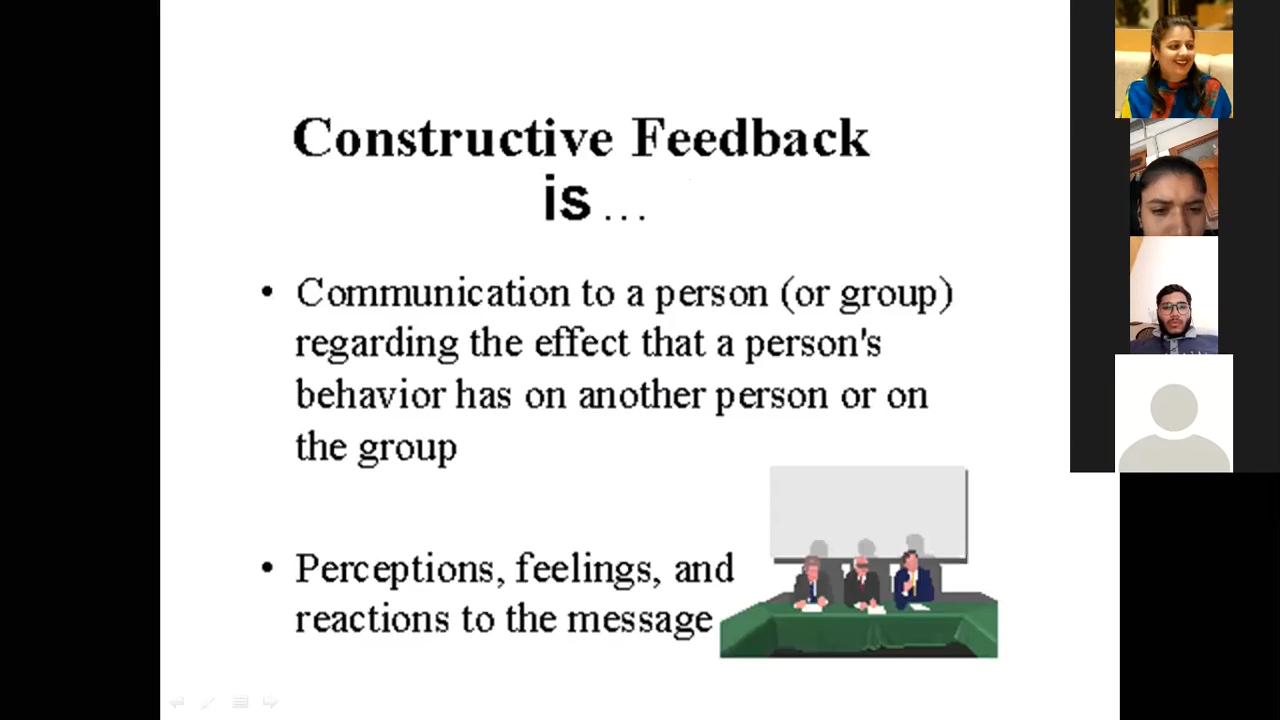 Constructive Feedback
is ...
• Communication to a person (or group)
regarding the effect that a person's
behavior has on another person or on
the group
• Perceptions, feelings, and
reactions to the message